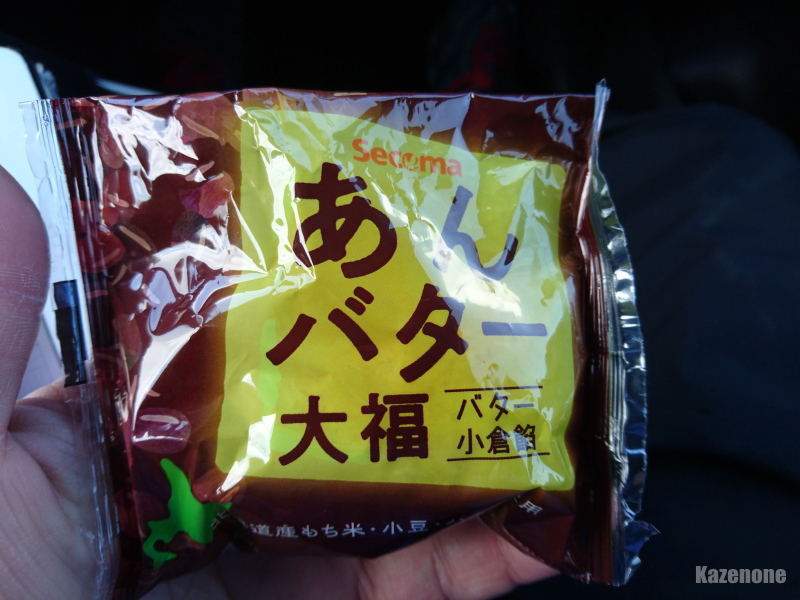 Secoma
あん
バター
大福
バター
小倉餡
道産もち米・小豆・
Kazenone